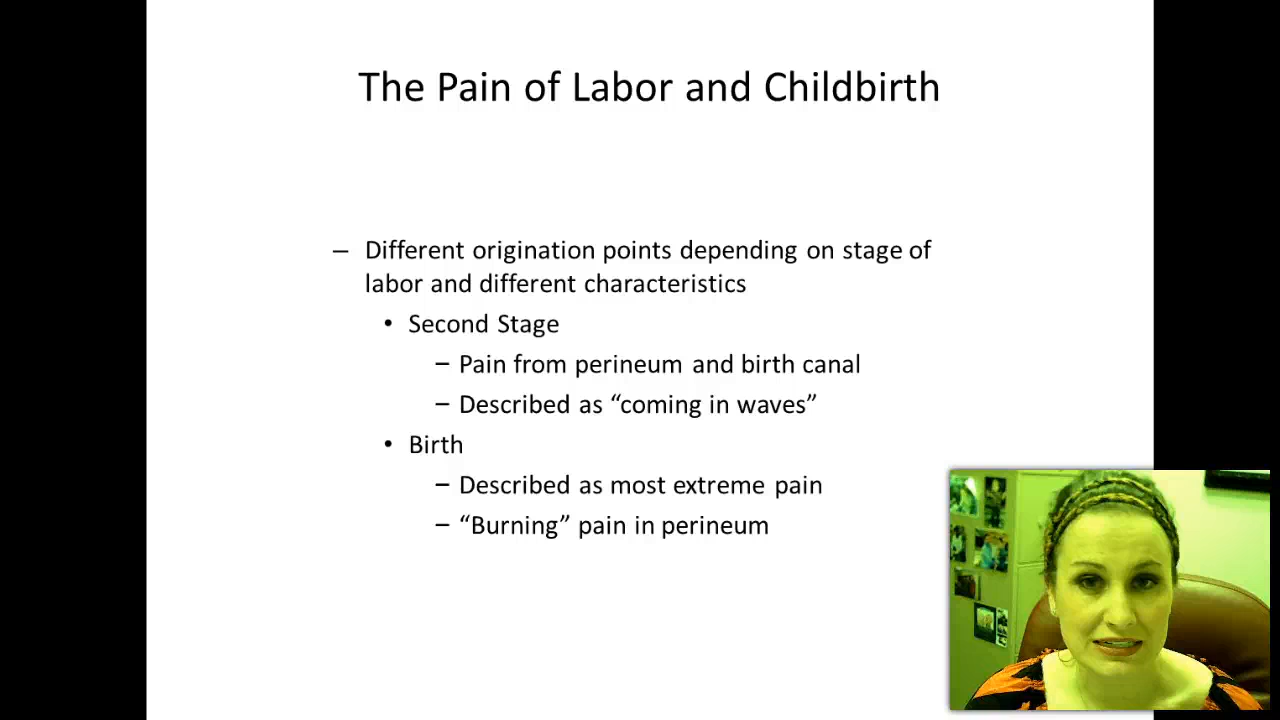 The Pain of Labor and Childbirth
– Different origination points depending on stage of
labor and different characteristics
• Second Stage
– Pain from perineum and birth canal
– Described as “coming in waves”
• Birth
– Described as most extreme pain
– “Burning” pain in perineum